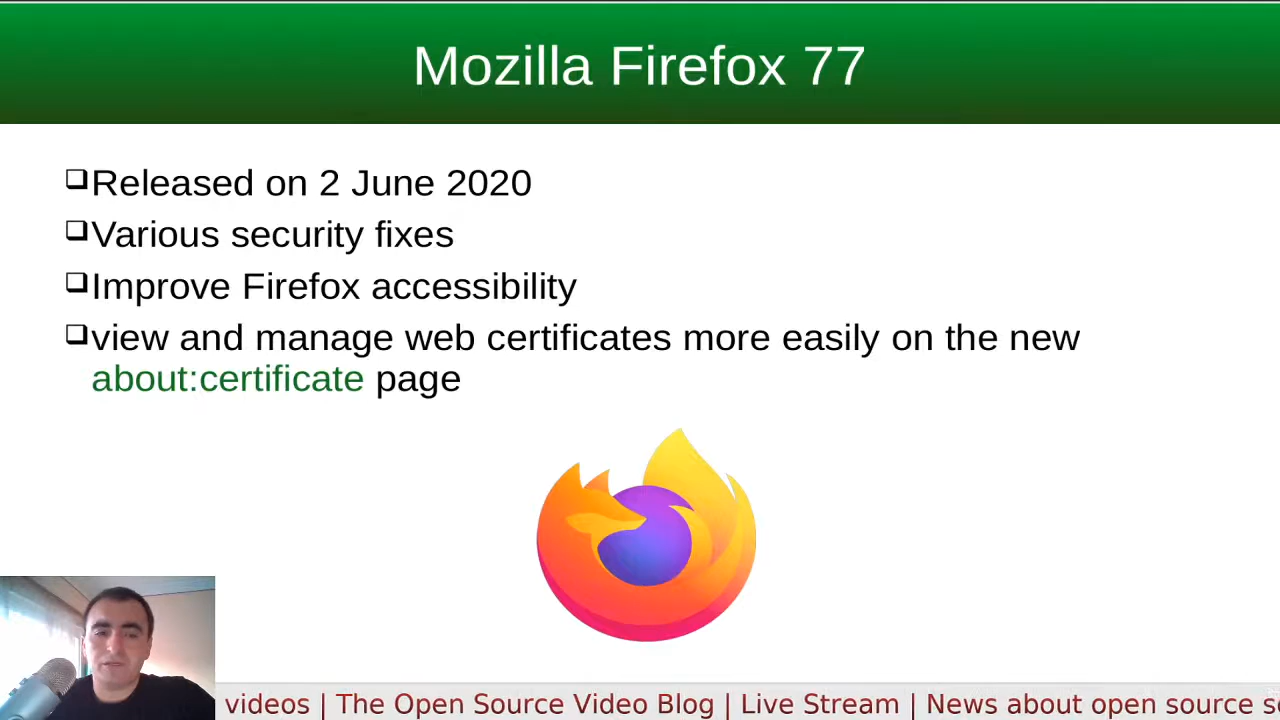 Mozilla Firefox 77
Released on 2 June 2020
Various security fixes
Improve Firefox accessibility
view and manage web certificates more easily on the new
about:certificate page
videos | The Open Source Video Blog | Live Stream | News about open source